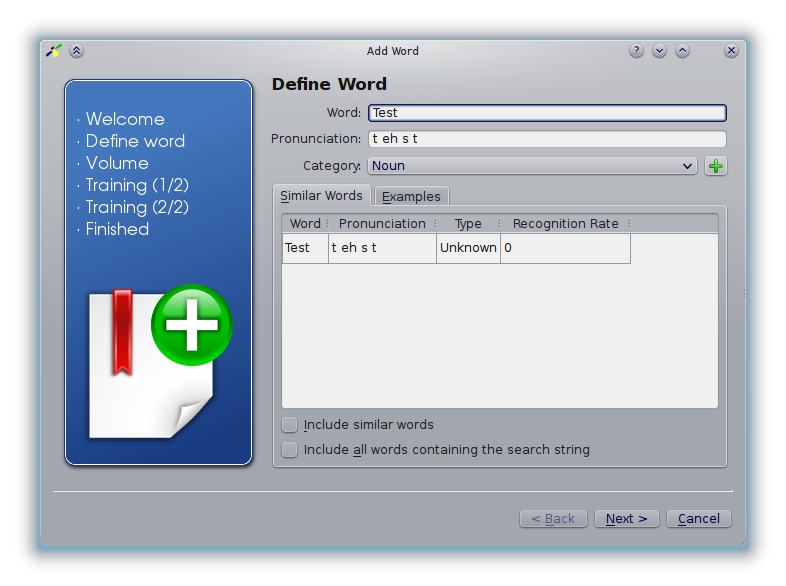 Add Word
· Welcome
· Define word
· Volume
· Training (1/2)
· Training (2/2)
· Finished
Define Word
Word: Test
Pronunciation: t eh s t
Category: Noun
Similar Words Examples
Word Pronunciation Type Recognition Rate
Test t eh s t Unknown 0
Include similar words
Include all words containing the search string
< Back Next > Cancel